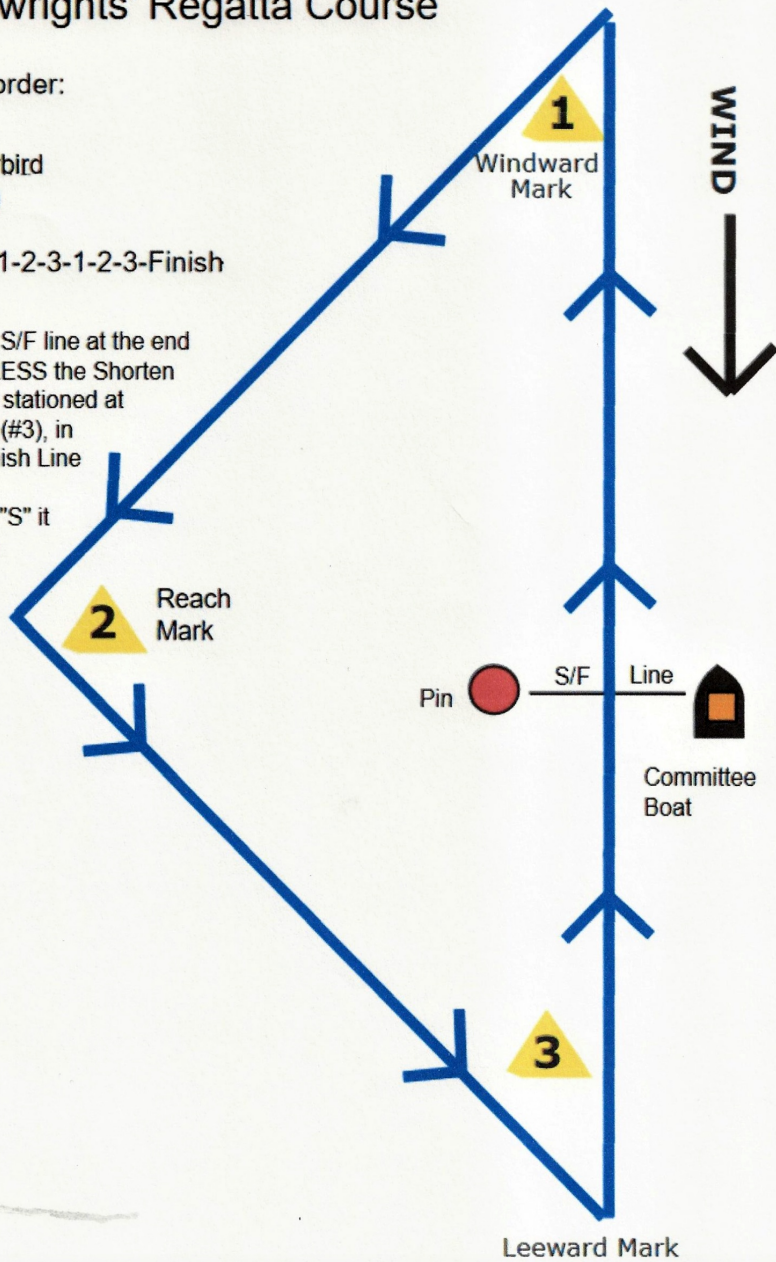 wrights' Regatta Course
order:
bird
1-2-3-1-2-3-Finish
S/F line at the end
ESS the Shorten
stationed at
(#3), in
ish Line
"S" it
1
Windward
Mark
WIND
2
Reach
Mark
Pin
S/F Line
Committee
Boat
3
Leeward Mark